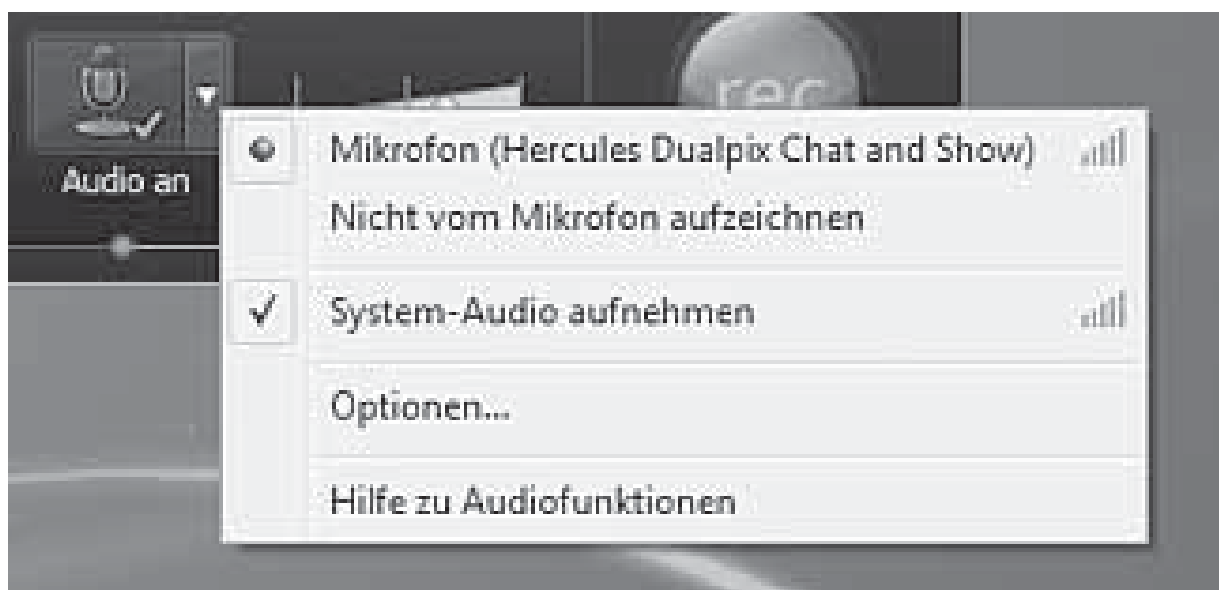 rec
Audio an
Mikrofon (Hercules Dualpix Chat and Show)
Nicht vom Mikrofon aufzeichnen
System-Audio aufnehmen
Optionen...
Hilfe zu Audiofunktionen